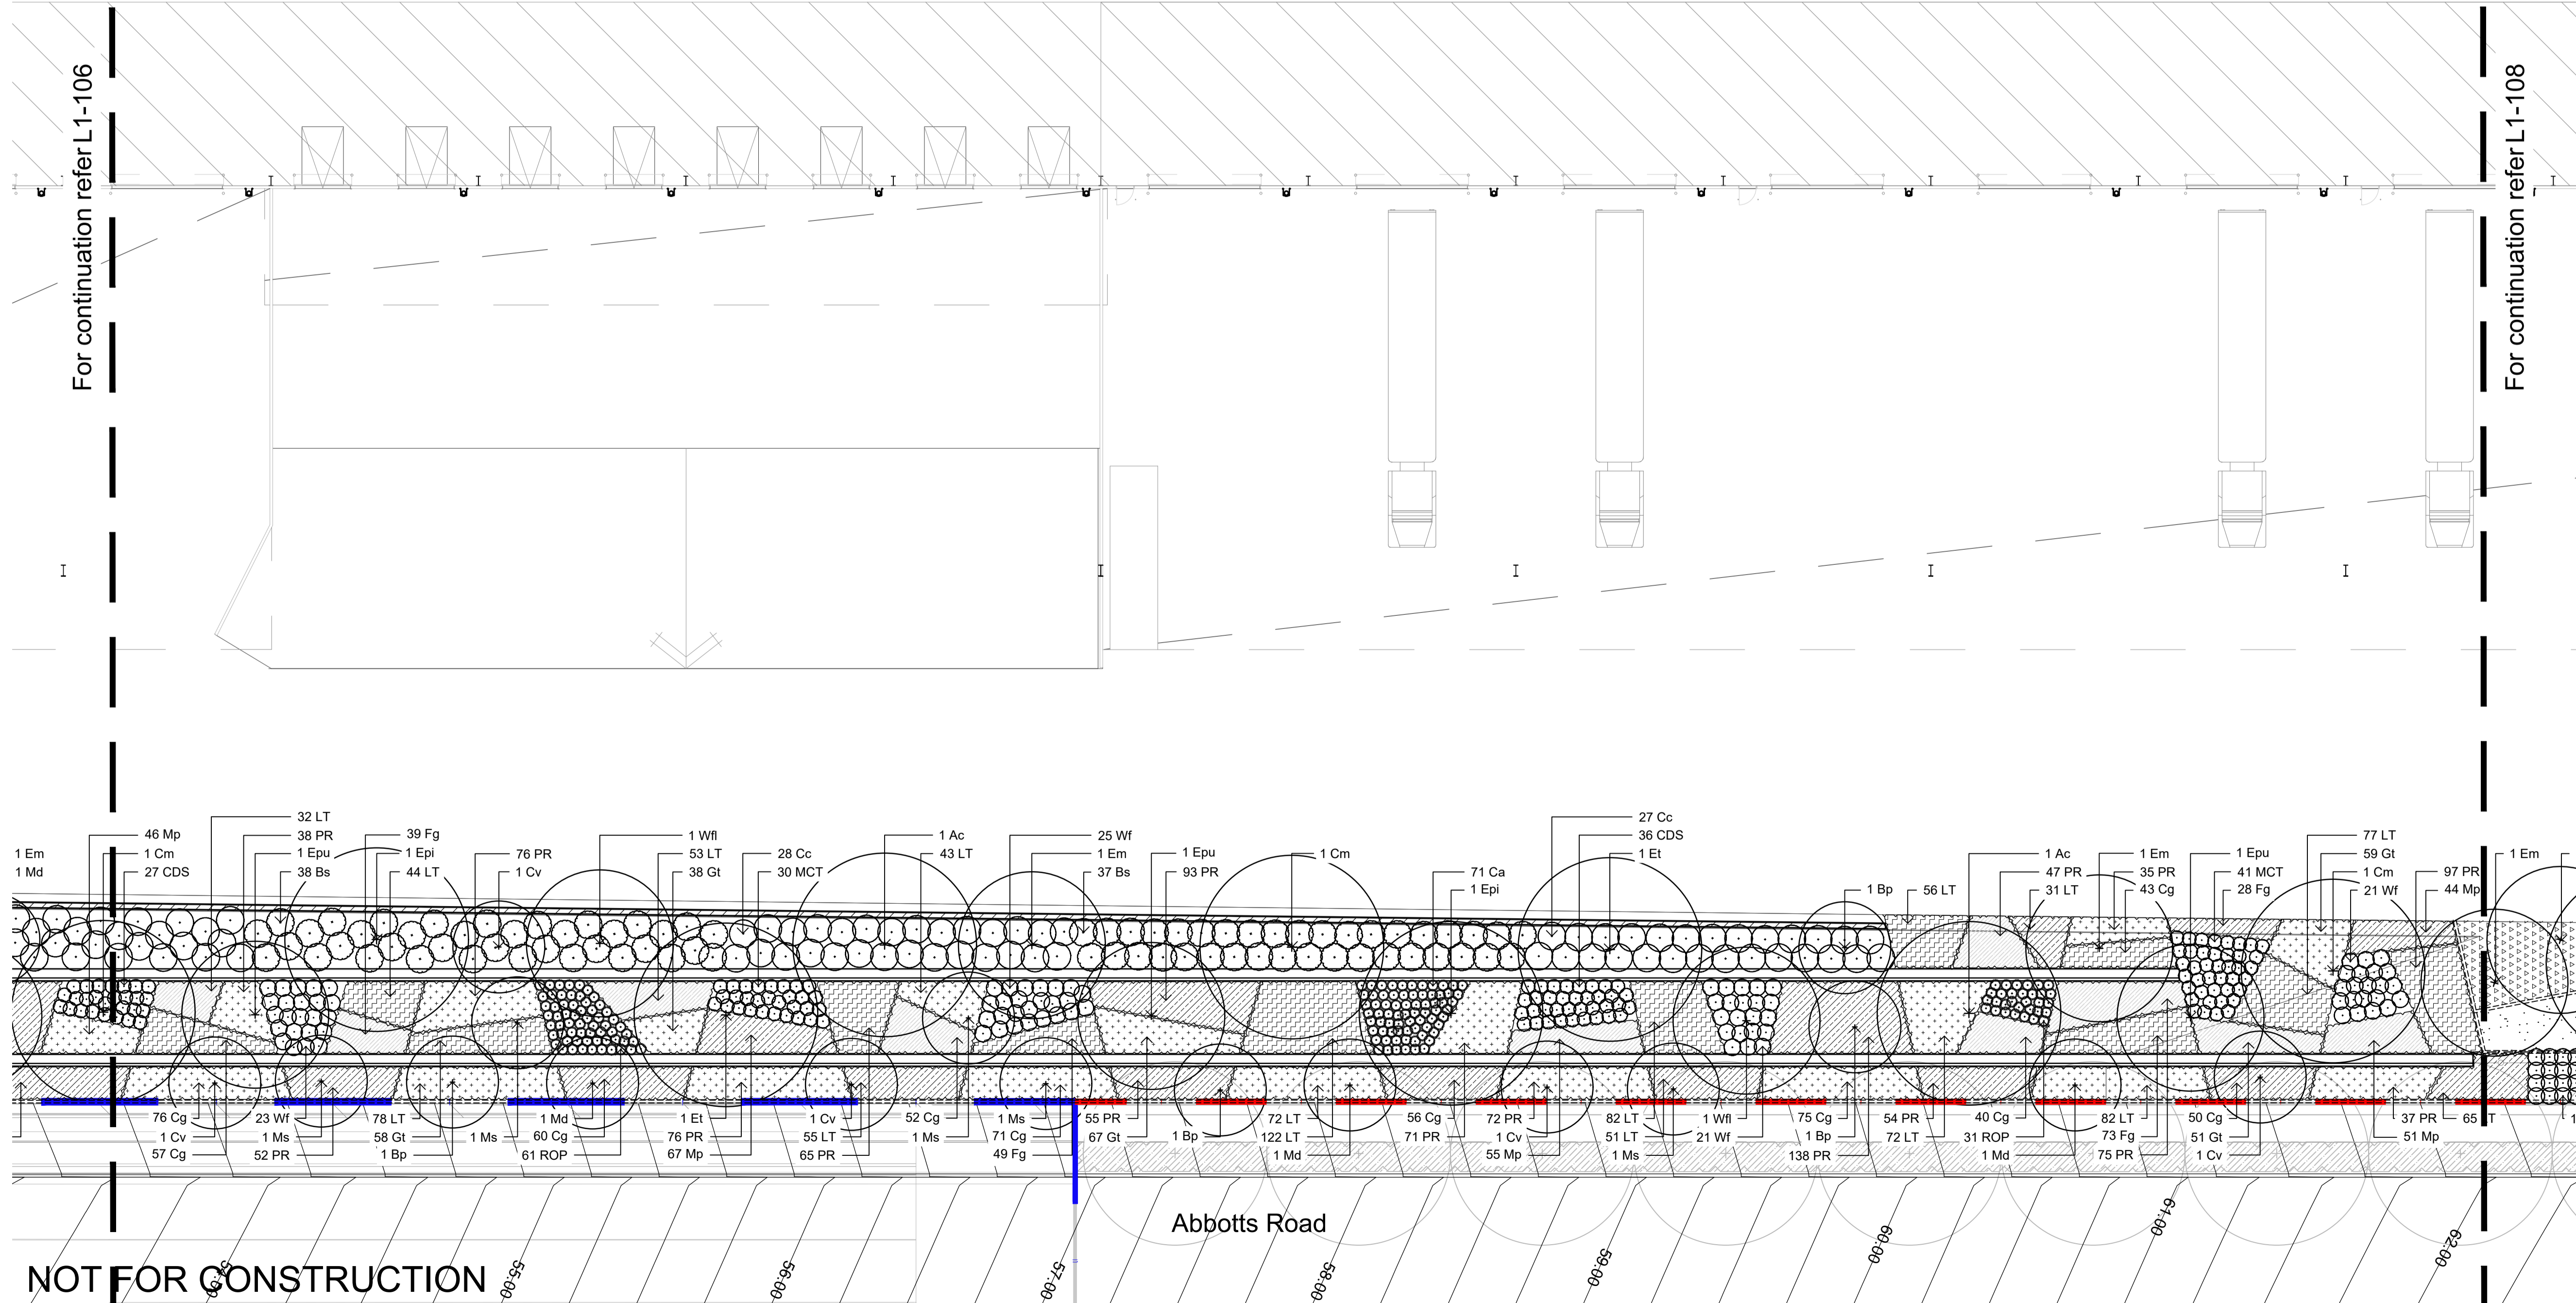 For continuation refer L1-106
For continuation refer L1-108
1 Em
1 Md
46 Mp
1 Cm
27 CDS
32 LT
38 PR
1 Epu
38 Bs
39 Fg
1 Epi
44 LT
76 PR
1 Cv
1 Wfl
53 LT
38 Gt
28 Cc
30 MCT
1 Ac
43 LT
25 Wf
1 Em
37 Bs
1 Epu
93 PR
1 Cm
71 Ca
1 Epi
27 Cc
36 CDS
1 Et
1 Bp
56 LT
1 Ac
47 PR
31 LT
1 Em
35 PR
43 Cg
1 Epu
41 MCT
28 Fg
77 LT
59 Gt
1 Cm
21 Wf
97 PR
44 Mp
1 Em
76 Cg
1 Cv
57 Cg
23 Wf
1 Ms
52 PR
78 LT
58 Gt
1 Bp
1 Ms
1 Md
60 Cg
61 ROP
1 Et
76 PR
67 Mp
1 Cv
55 LT
65 PR
52 Cg
1 Ms
1 Ms
71 Cg
49 Fg
55 PR
67 Gt
1 Bp
72 LT
122 LT
1 Md
56 Cg
71 PR
72 PR
1 Cv
55 Mp
82 LT
51 LT
1 Ms
1 Wfl
21 Wf
75 Cg
1 Bp
138 PR
54 PR
72 LT
40 Cg
31 ROP
1 Md
82 LT
73 Fg
75 PR
50 Cg
51 Gt
1 Cv
37 PR
51 Mp
65 LT
Abbotts Road
55.00
56.00
57.00
58.00
59.00
60.00
61.00
62.00
NOT FOR CONSTRUCTION